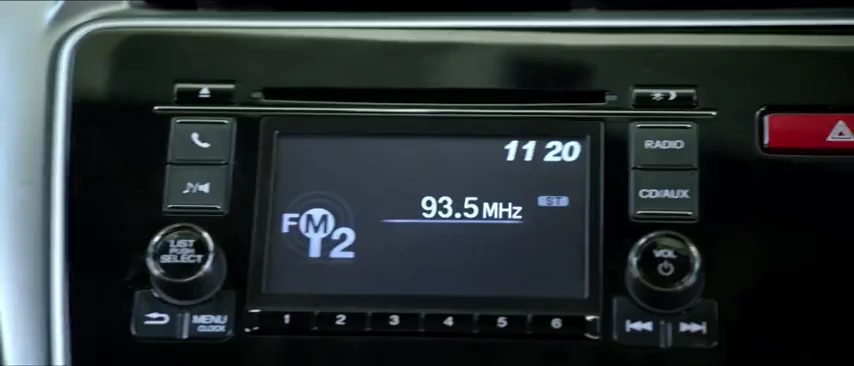 11 20
RADIO
93.5 MHz
ST
CD/AUX
FM 2
LIST
PUSH
SELECT
VOL
MENU
CLOCK
1 2 3 4 5 6